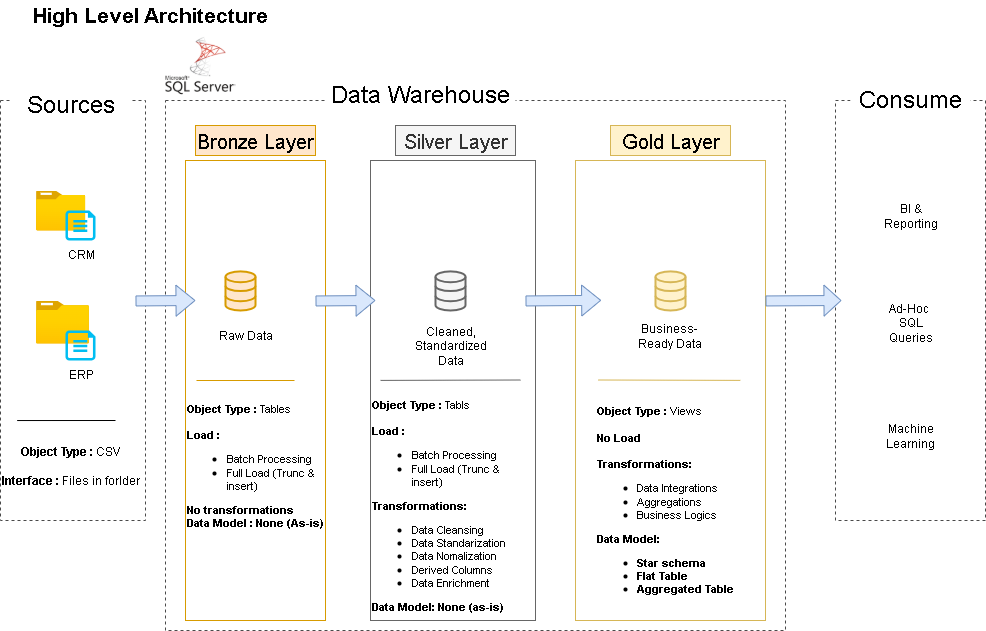 High Level Architecture
Microsoft®
SQL Server
Sources
Data Warehouse
Consume
Bronze Layer
Silver Layer
Gold Layer
CRM
ERP
Object Type : CSV
Interface : Files in forlder
Raw Data
Object Type : Tables
Load :
Batch Processing
Full Load (Trunc &
insert)
No transformations
Data Model : None (As-is)
Cleaned,
Standardized
Data
Object Type : Tabls
Load :
Batch Processing
Full Load (Trunc &
insert)
Transformations:
Data Cleansing
Data Standarization
Data Nomalization
Derived Columns
Data Enrichment
Data Model: None (as-is)
Business-
Ready Data
Object Type : Views
No Load
Transformations:
Data Integrations
Aggregations
Business Logics
Data Model:
Star schema
Flat Table
Aggregated Table
BI &
Reporting
Ad-Hoc
SQL
Queries
Machine
Learning